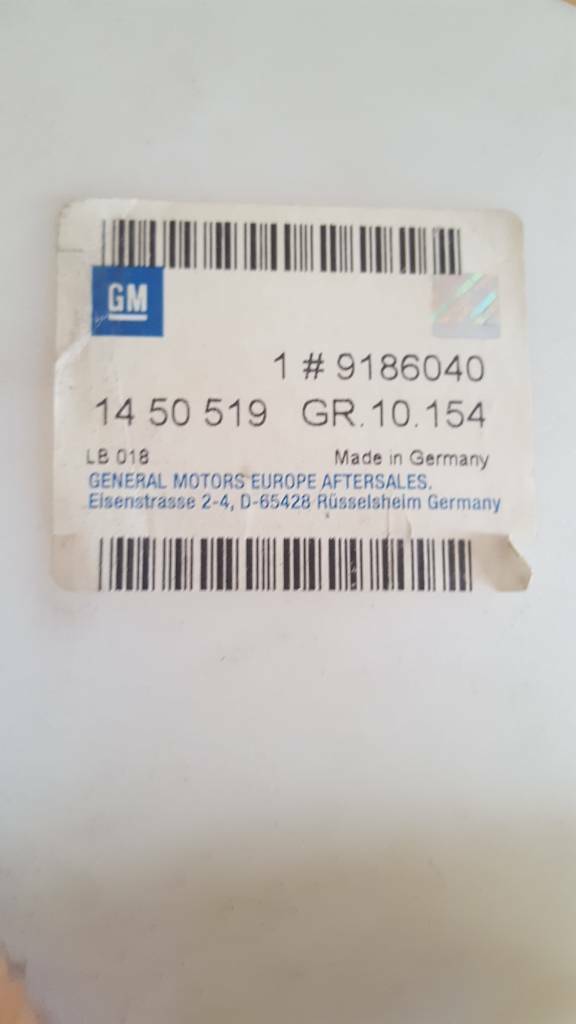 GM
1 # 9186040
14 50 519 GR. 10. 154
LB 018 Made in Germany
GENERAL MOTORS EUROPE AFTERSALES.
Eisenstrasse 2-4, D-65428 Rüsselsheim Germany